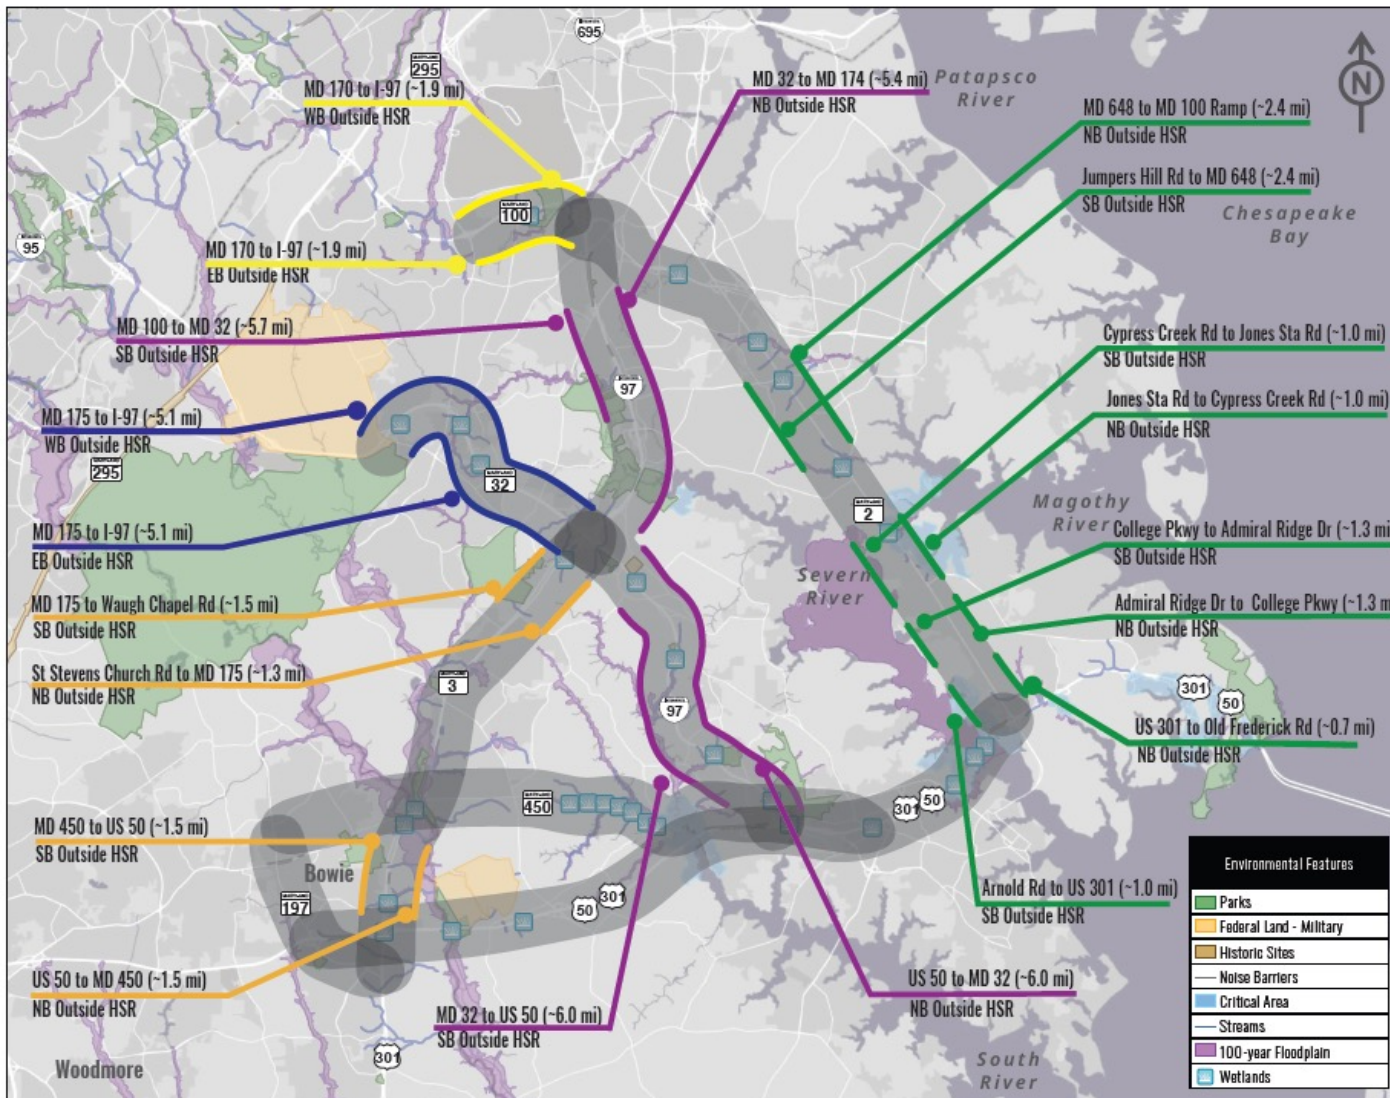 695
MARYLAND
295
MD 170 to I-97 (~1.9 mi)
WB Outside HSR
MD 32 to MD 174 (~5.4 mi)
NB Outside HSR
Patapsco
River
N
MD 648 to MD 100 Ramp (~2.4 mi)
NB Outside HSR
Jumpers Hill Rd to MD 648 (~2.4 mi)
SB Outside HSR
Chesapeake
Bay
MARYLAND
100
95
MD 170 to I-97 (~1.9 mi)
EB Outside HSR
MD 100 to MD 32 (~5.7 mi)
SB Outside HSR
Cypress Creek Rd to Jones Sta Rd (~1.0 mi)
SB Outside HSR
97
Jones Sta Rd to Cypress Creek Rd (~1.0 mi)
NB Outside HSR
MD 175 to I-97 (~5.1 mi)
WB Outside HSR
MARYLAND
295
MARYLAND
32
MARYLAND
2
Magothy
River
MD 175 to I-97 (~5.1 mi)
EB Outside HSR
College Pkwy to Admiral Ridge Dr (~1.3 mi
SB Outside HSR
Severn
River
MD 175 to Waugh Chapel Rd (~1.5 mi)
SB Outside HSR
Admiral Ridge Dr to College Pkwy (~1.3 m
NB Outside HSR
St Stevens Church Rd to MD 175 (~1.3 mi)
NB Outside HSR
MARYLAND
3
97
301
50
US 301 to Old Frederick Rd (~0.7 mi)
NB Outside HSR
MARYLAND
450
301
50
MD 450 to US 50 (~1.5 mi)
SB Outside HSR
Bowie
MARYLAND
197
50
301
Arnold Rd to US 301 (~1.0 mi)
SB Outside HSR
US 50 to MD 450 (~1.5 mi)
NB Outside HSR
MD 32 to US 50 (~6.0 mi)
SB Outside HSR
US 50 to MD 32 (~6.0 mi)
NB Outside HSR
301
Woodmore
South
River
Environmental Features
Parks
Federal Land - Military
Historic Sites
Noise Barriers
Critical Area
Streams
100-year Floodplain
Wetlands